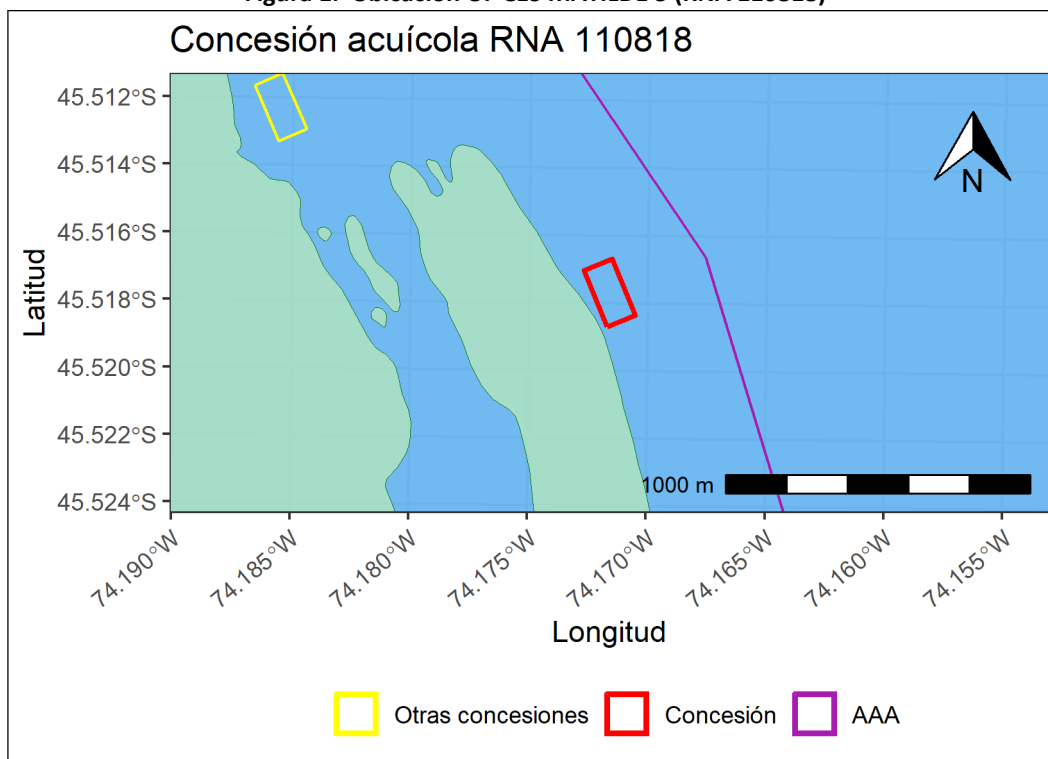 Concesión acuícola RNA 110818
45.512°S
45.514°S
45.516°S
45.518°S
45.520°S
45.522°S
45.524°S
Latitud
N
1000 m
74.190°W
74.185°W
74.180°W
74.175°W
74.170°W
74.165°W
74.160°W
74.155°W
Longitud
Otras concesiones
Concesión
AAA